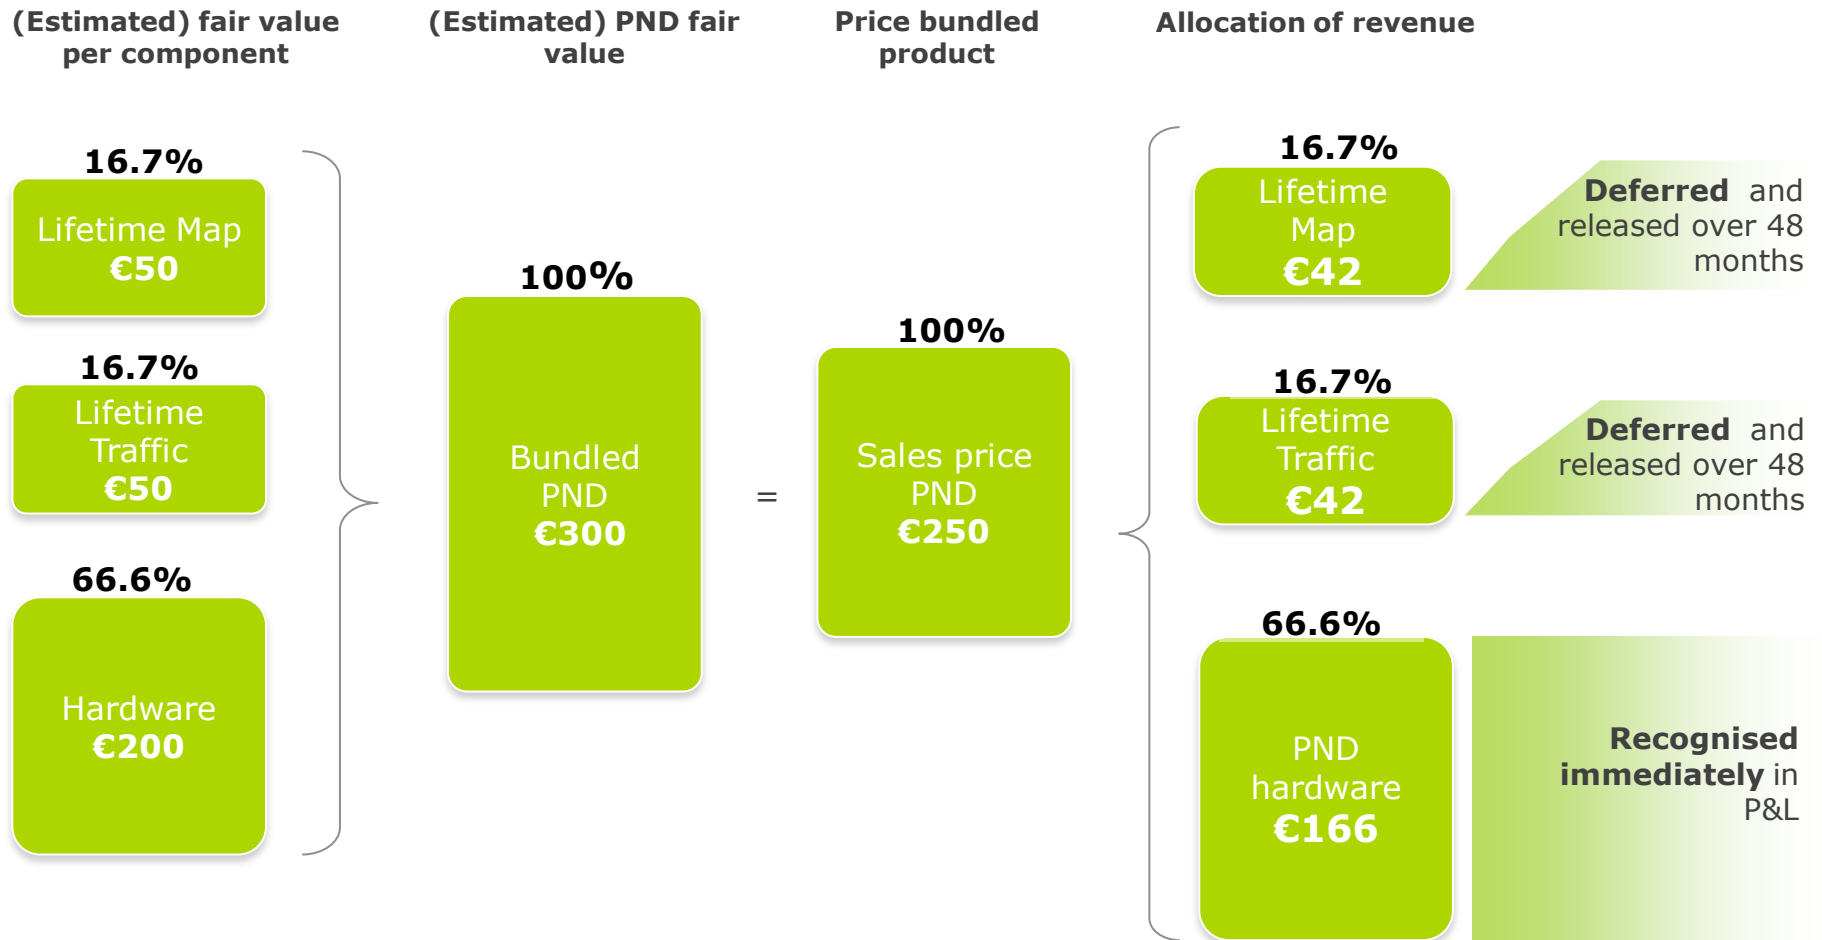 (Estimated) fair value
per component
(Estimated) PND fair
value
Price bundled
product
Allocation of revenue
16.7%
Lifetime Map
€50
16.7%
Lifetime
Traffic
€50
66.6%
Hardware
€200
100%
Bundled
PND
€300
=
100%
Sales price
PND
€250
16.7%
Lifetime
Map
€42
Deferred and
released over 48
months
16.7%
Lifetime
Traffic
€42
Deferred and
released over 48
months
66.6%
PND
hardware
€166
Recognised
immediately in
P&L